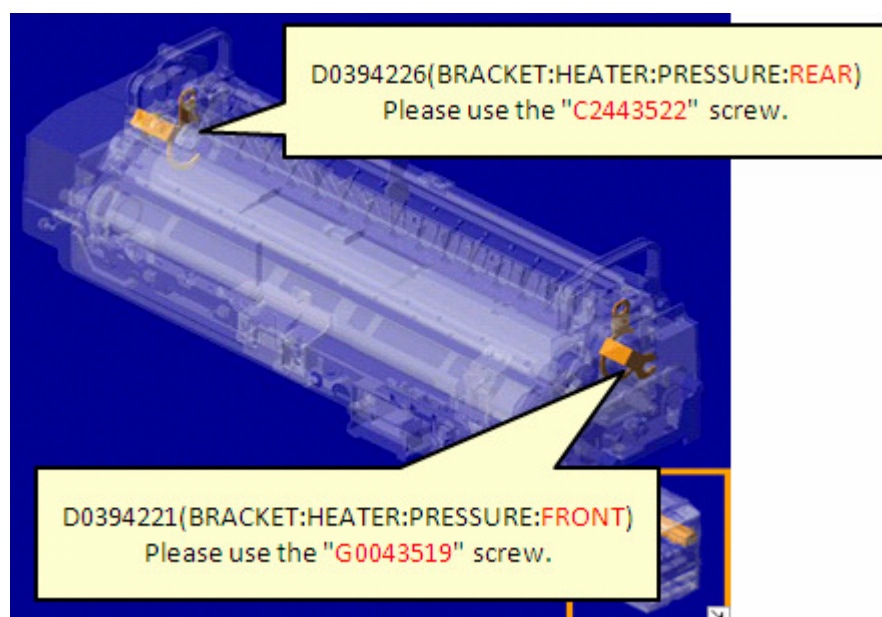 D0394226(BRACKET:HEATER:PRESSURE:REAR)
Please use the "C2443522" screw.
D0394221(BRACKET:HEATER:PRESSURE:FRONT)
Please use the "G0043519" screw.